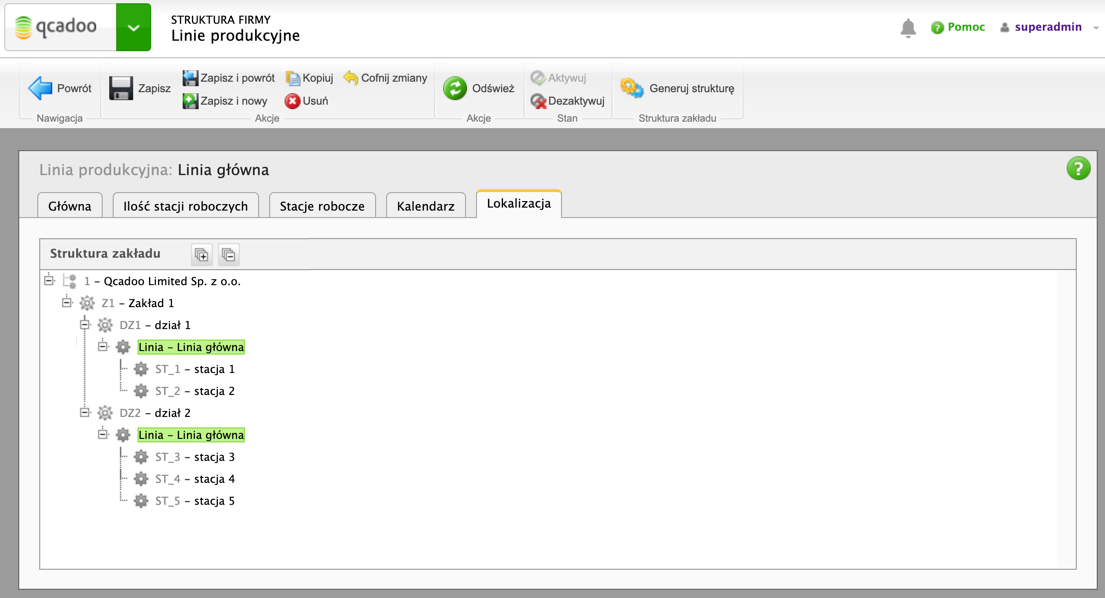 qcadoo
STRUKTURA FIRMY
Linie produkcyjne
Pomoc
superadmin
Powrót
Nawigacja
Zapisz
Zapisz i powrót
Kopiuj
Cofnij zmiany
Zapisz i nowy
Usuń
Akcje
Odśwież
Akcje
Aktywuj
Dezaktywuj
Stan
Generuj strukturę
Struktura zakładu
Linia produkcyjna: Linia główna
Główna
Ilość stacji roboczych
Stacje robocze
Kalendarz
Lokalizacja
Struktura zakładu
1 - Qcadoo Limited Sp. z o.o.
Z1 - Zakład 1
DZ1 - dział 1
Linia - Linia główna
ST_1 - stacja 1
ST_2 - stacja 2
DZ2 - dział 2
Linia - Linia główna
ST_3 - stacja 3
ST_4 - stacja 4
ST_5 - stacja 5